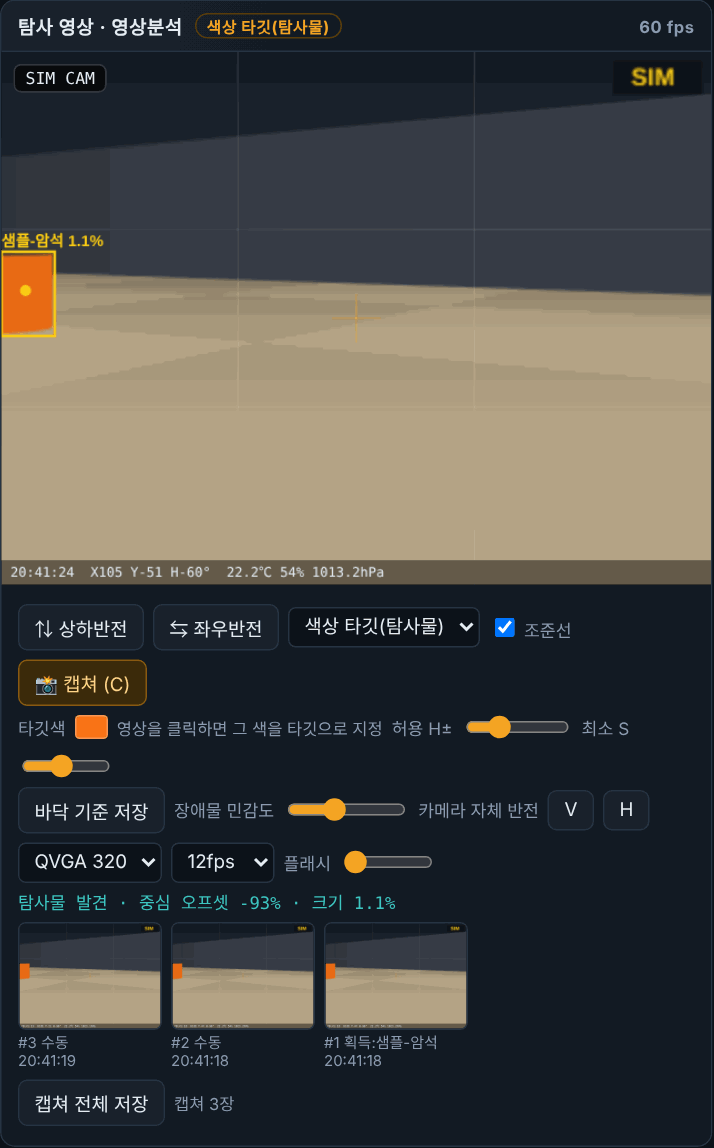 탐사 영상 · 영상분석 색상 타깃(탐사물) 60 fps
SIM CAM SIM
샘플-암석 1.1%
20:41:24 X105 Y-51 H-60° 22.2℃ 54% 1013.2hPa
⇅ 상하반전 ⇆ 좌우반전 색상 타깃(탐사물) 조준선
📸 캡쳐 (C)
타깃색 영상을 클릭하면 그 색을 타깃으로 지정 허용 H± 최소 S
바닥 기준 저장 장애물 민감도 카메라 자체 반전 V H
QVGA 320 12fps 플래시
탐사물 발견 · 중심 오프셋 -93% · 크기 1.1%
SIM SIM SIM
#3 수동 #2 수동 #1 획득:샘플-암석
20:41:19 20:41:18 20:41:18
캡쳐 전체 저장 캡쳐 3장